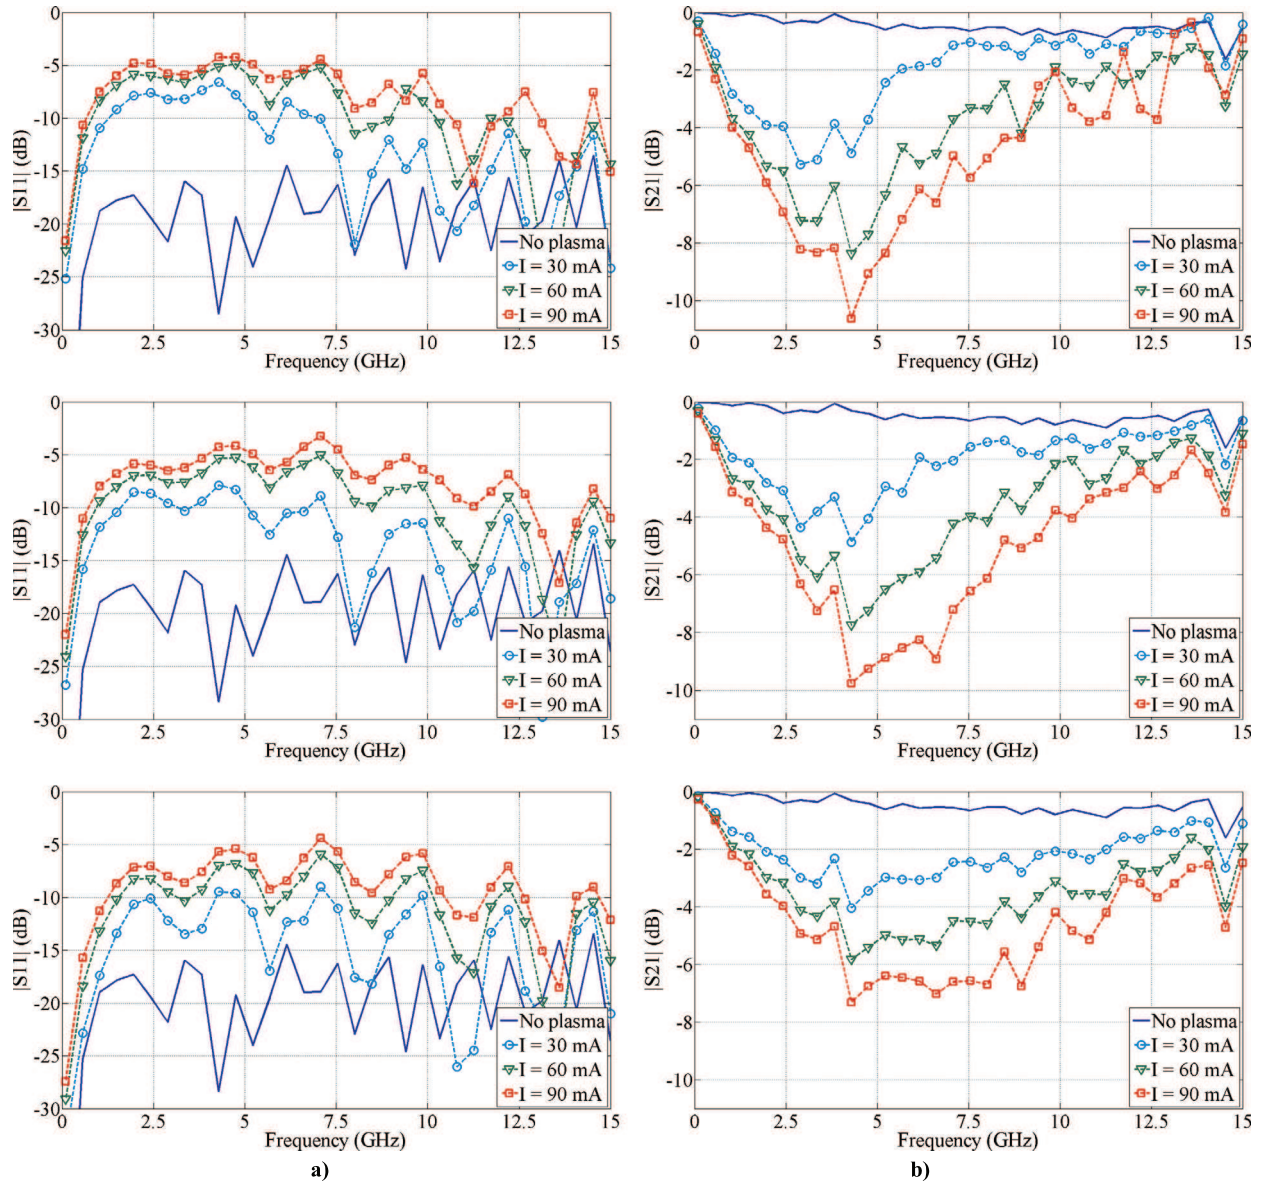 0
-5
-10
-15
-20
-25
-30
|S11| (dB)
No plasma
I = 30 mA
I = 60 mA
I = 90 mA
0 2.5 5 7.5 10 12.5 15
Frequency (GHz)
0
-2
-4
-6
-8
-10
|S21| (dB)
No plasma
I = 30 mA
I = 60 mA
I = 90 mA
0 2.5 5 7.5 10 12.5 15
Frequency (GHz)
0
-5
-10
-15
-20
-25
-30
|S11| (dB)
No plasma
I = 30 mA
I = 60 mA
I = 90 mA
0 2.5 5 7.5 10 12.5 15
Frequency (GHz)
0
-2
-4
-6
-8
-10
|S21| (dB)
No plasma
I = 30 mA
I = 60 mA
I = 90 mA
0 2.5 5 7.5 10 12.5 15
Frequency (GHz)
0
-5
-10
-15
-20
-25
-30
|S11| (dB)
No plasma
I = 30 mA
I = 60 mA
I = 90 mA
0 2.5 5 7.5 10 12.5 15
Frequency (GHz)
0
-2
-4
-6
-8
-10
|S21| (dB)
No plasma
I = 30 mA
I = 60 mA
I = 90 mA
0 2.5 5 7.5 10 12.5 15
Frequency (GHz)
a)
b)